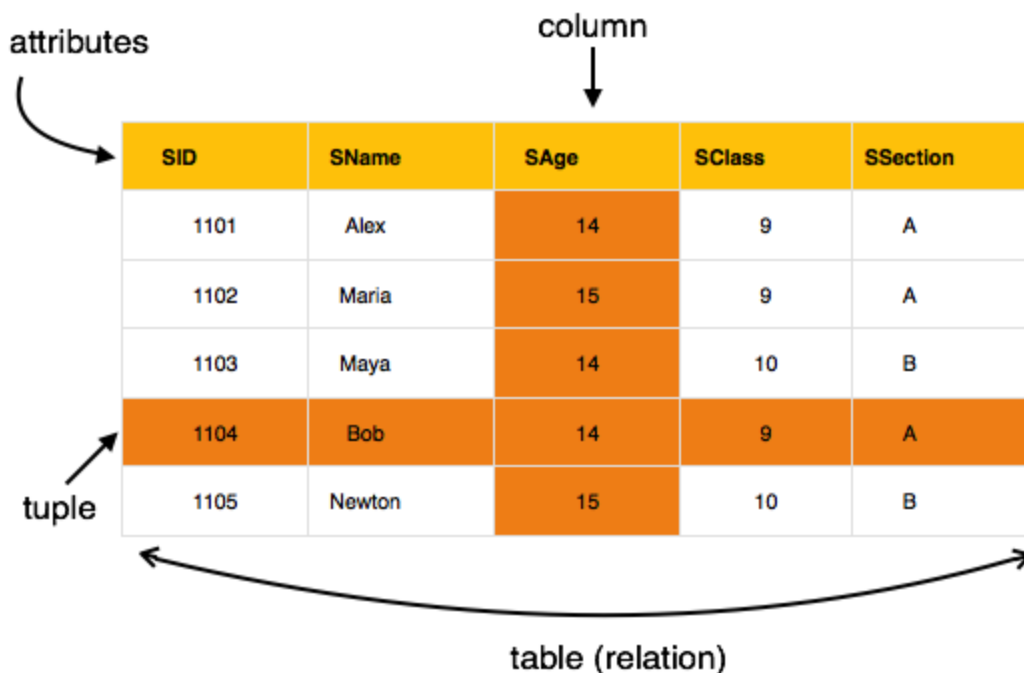 column
attributes
SID SName SAge SClass SSection
1101 Alex 14 9 A
1102 Maria 15 9 A
1103 Maya 14 10 B
1104 Bob 14 9 A
tuple
1105 Newton 15 10 B
table (relation)